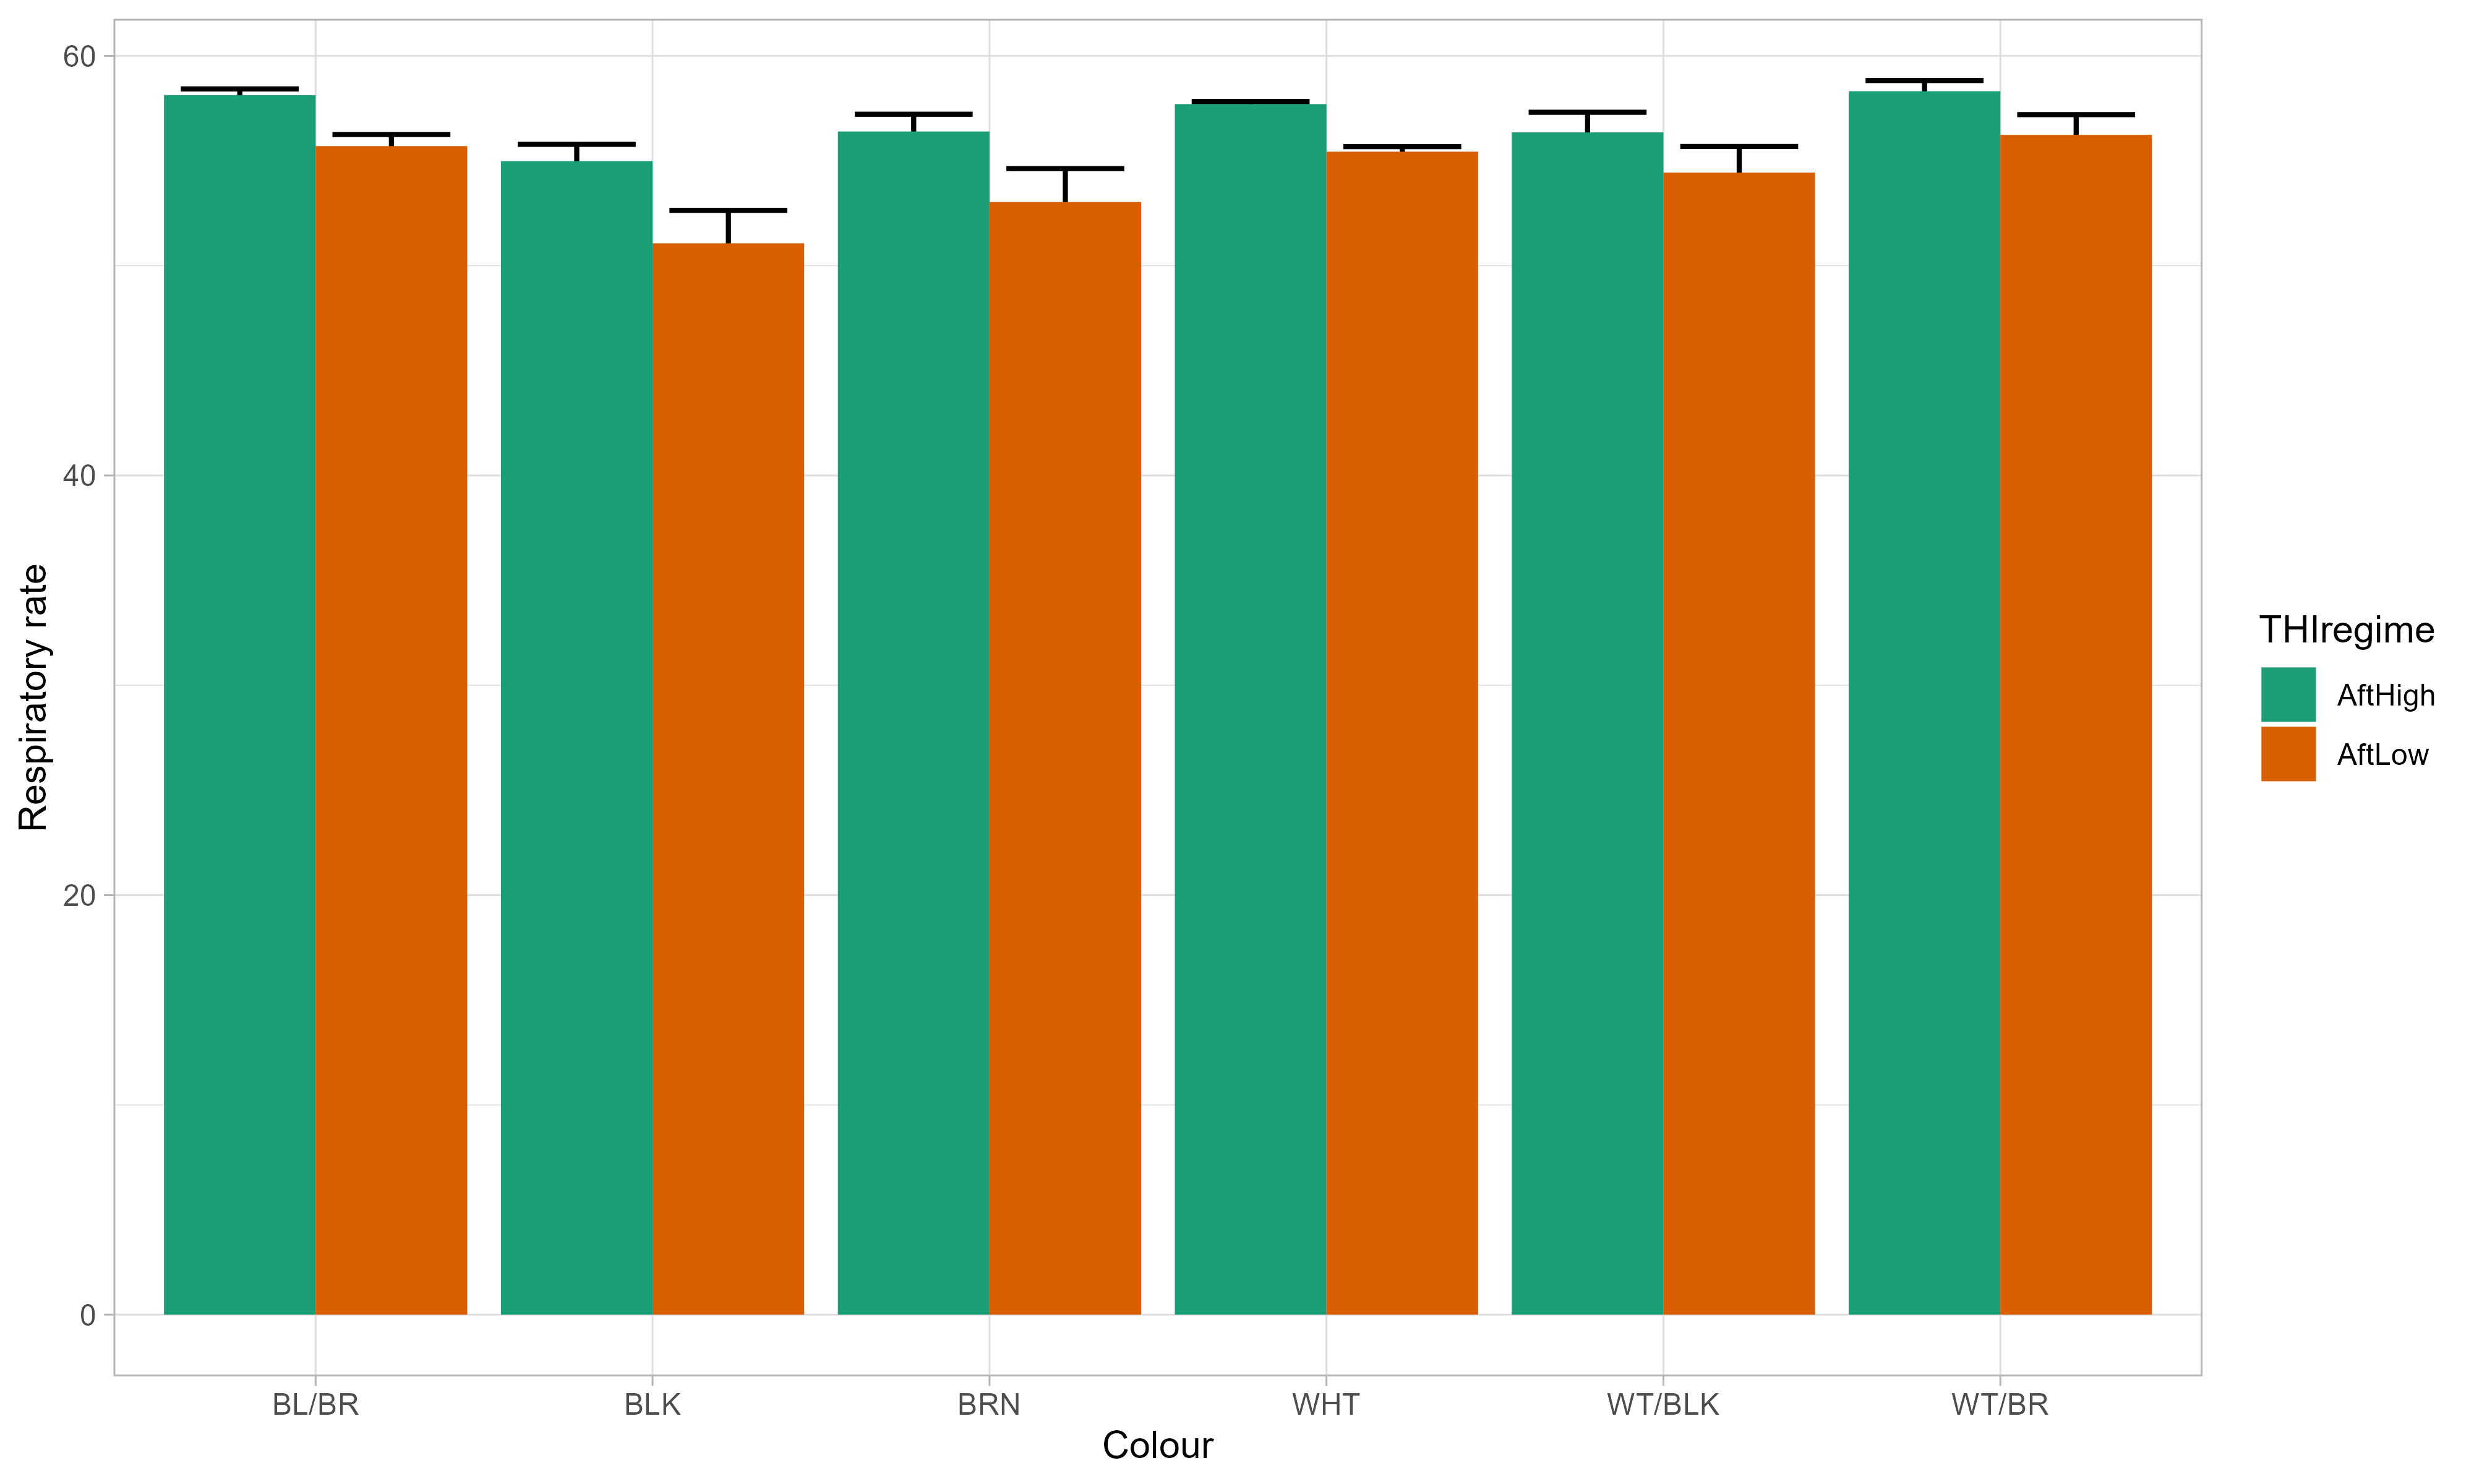 60
40
20
0
Respiratory rate
BL/BR BLK BRN WHT WT/BLK WT/BR
Colour
THIregime
AftHigh
AftLow